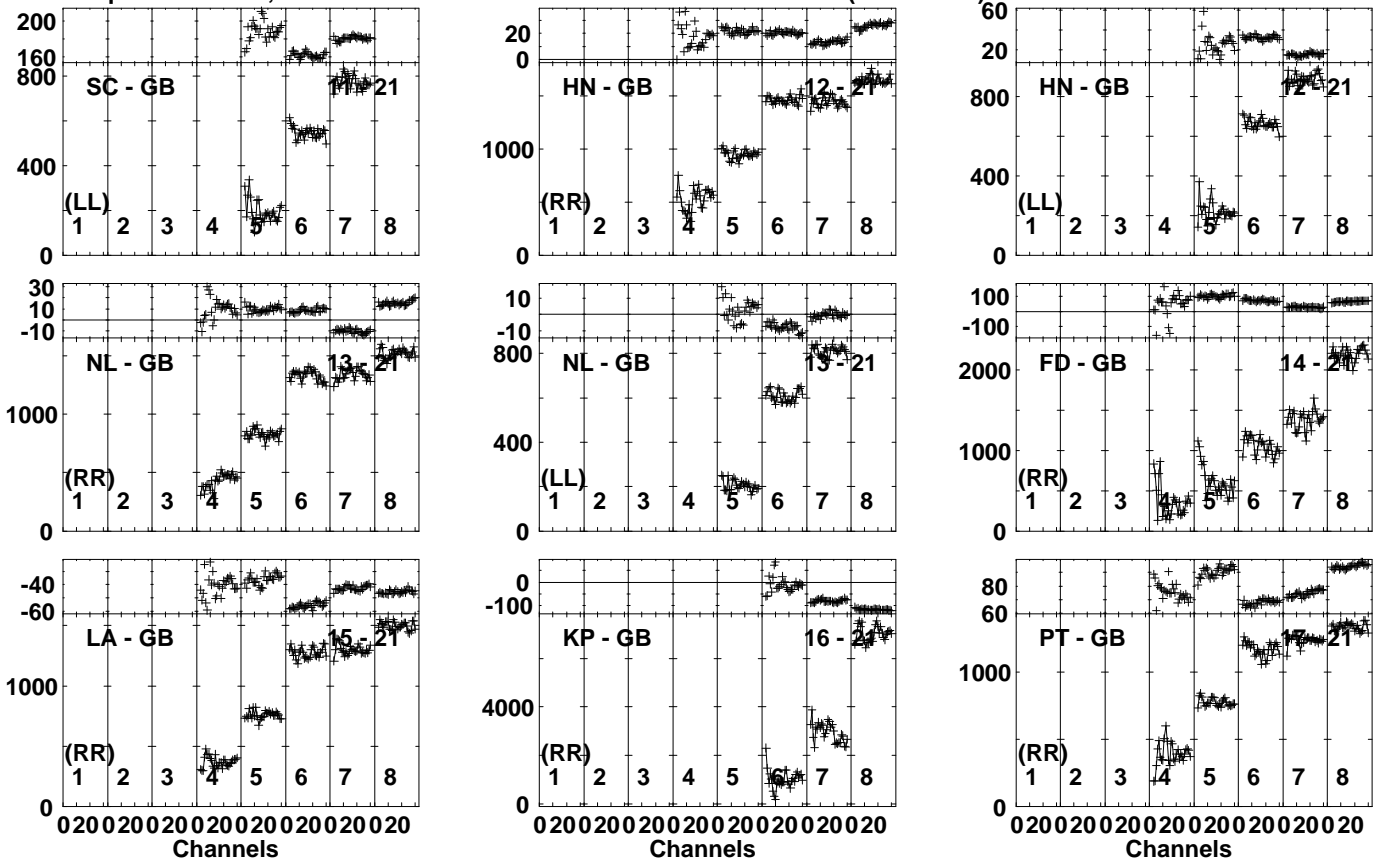 200
160
800
400
0
SC - GB 11 - 21
(LL)
1 2 3 4 5 6 7 8
20
0
1000
0
HN - GB 12 - 21
(RR)
1 2 3 4 5 6 7 8
60
20
800
400
0
HN - GB 12 - 21
(LL)
1 2 3 4 5 6 7 8
30
10
-10
1000
0
NL - GB 13 - 21
(RR)
1 2 3 4 5 6 7 8
10
-10
800
400
0
NL - GB 13 - 21
(LL)
1 2 3 4 5 6 7 8
100
-100
2000
1000
0
FD - GB 14 - 21
(RR)
1 2 3 4 5 6 7 8
-40
-60
1000
0
LA - GB 15 - 21
(RR)
1 2 3 4 5 6 7 8
0 20 0 20 0 20 0 20 0 20 0 20 0 20 0 20
Channels
0
-100
4000
0
KP - GB 16 - 21
(RR)
1 2 3 4 5 6 7 8
0 20 0 20 0 20 0 20 0 20 0 20 0 20 0 20
Channels
80
60
1000
0
PT - GB 17 - 21
(RR)
1 2 3 4 5 6 7 8
0 20 0 20 0 20 0 20 0 20 0 20 0 20 0 20
Channels